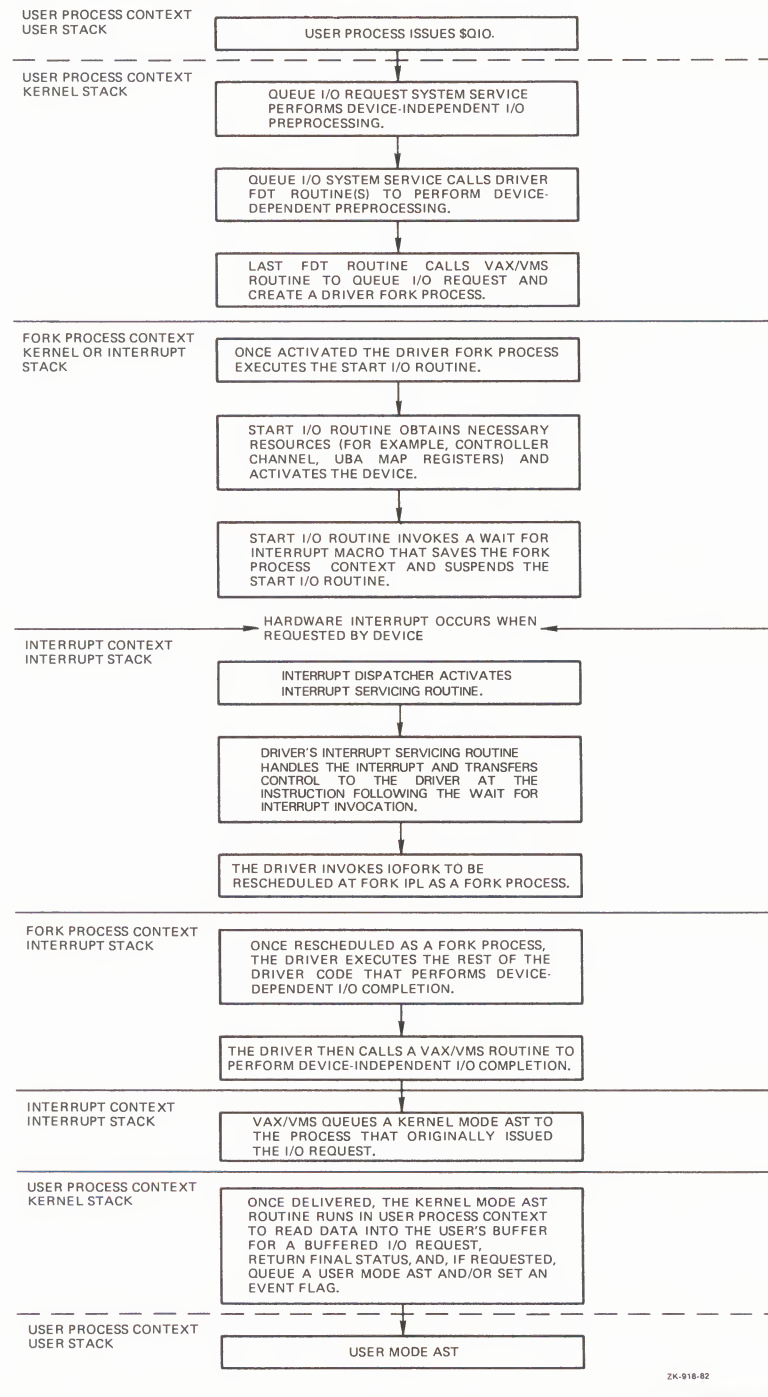 USER PROCESS CONTEXT
USER STACK
USER PROCESS ISSUES $QIO.
USER PROCESS CONTEXT
KERNEL STACK
QUEUE I/O REQUEST SYSTEM SERVICE
PERFORMS DEVICE-INDEPENDENT I/O
PREPROCESSING.
QUEUE I/O SYSTEM SERVICE CALLS DRIVER
FDT ROUTINE(S) TO PERFORM DEVICE-
DEPENDENT PREPROCESSING.
LAST FDT ROUTINE CALLS VAX/VMS
ROUTINE TO QUEUE I/O REQUEST AND
CREATE A DRIVER FORK PROCESS.
FORK PROCESS CONTEXT
KERNEL OR INTERRUPT
STACK
ONCE ACTIVATED THE DRIVER FORK PROCESS
EXECUTES THE START I/O ROUTINE.
START I/O ROUTINE OBTAINS NECESSARY
RESOURCES (FOR EXAMPLE, CONTROLLER
CHANNEL, UBA MAP REGISTERS) AND
ACTIVATES THE DEVICE.
START I/O ROUTINE INVOKES A WAIT FOR
INTERRUPT MACRO THAT SAVES THE FORK
PROCESS CONTEXT AND SUSPENDS THE
START I/O ROUTINE.
HARDWARE INTERRUPT OCCURS WHEN
REQUESTED BY DEVICE
INTERRUPT CONTEXT
INTERRUPT STACK
INTERRUPT DISPATCHER ACTIVATES
INTERRUPT SERVICING ROUTINE.
DRIVER'S INTERRUPT SERVICING ROUTINE
HANDLES THE INTERRUPT AND TRANSFERS
CONTROL TO THE DRIVER AT THE
INSTRUCTION FOLLOWING THE WAIT FOR
INTERRUPT INVOCATION.
THE DRIVER INVOKES IOFORK TO BE
RESCHEDULED AT FORK IPL AS A FORK PROCESS.
FORK PROCESS CONTEXT
INTERRUPT STACK
ONCE RESCHEDULED AS A FORK PROCESS,
THE DRIVER EXECUTES THE REST OF THE
DRIVER CODE THAT PERFORMS DEVICE-
DEPENDENT I/O COMPLETION.
THE DRIVER THEN CALLS A VAX/VMS ROUTINE TO
PERFORM DEVICE-INDEPENDENT I/O COMPLETION.
INTERRUPT CONTEXT
INTERRUPT STACK
VAX/VMS QUEUES A KERNEL MODE AST TO
THE PROCESS THAT ORIGINALLY ISSUED
THE I/O REQUEST.
USER PROCESS CONTEXT
KERNEL STACK
ONCE DELIVERED, THE KERNEL MODE AST
ROUTINE RUNS IN USER PROCESS CONTEXT
TO READ DATA INTO THE USER'S BUFFER
FOR A BUFFERED I/O REQUEST,
RETURN FINAL STATUS, AND, IF REQUESTED,
QUEUE A USER MODE AST AND/OR SET AN
EVENT FLAG.
USER PROCESS CONTEXT
USER STACK
USER MODE AST
ZK-918-82